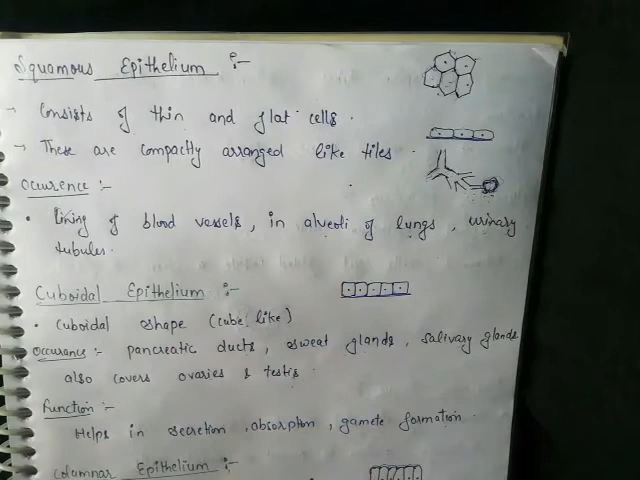 Squamous Epithelium :-
→ Consists of thin and flat cells.
→ These are compactly arranged like tiles.
Occurence :-
• Lining of blood vessels, in alveoli of lungs, urinary
tubules.
Cuboidal Epithelium :-
• Cuboidal shape (cube like)
Occurance :- pancreatic ducts, sweat glands, salivary glands
also covers ovaries & testis.
Function :-
Helps in secretion, absorption, gamete formation.
Columnar Epithelium :-